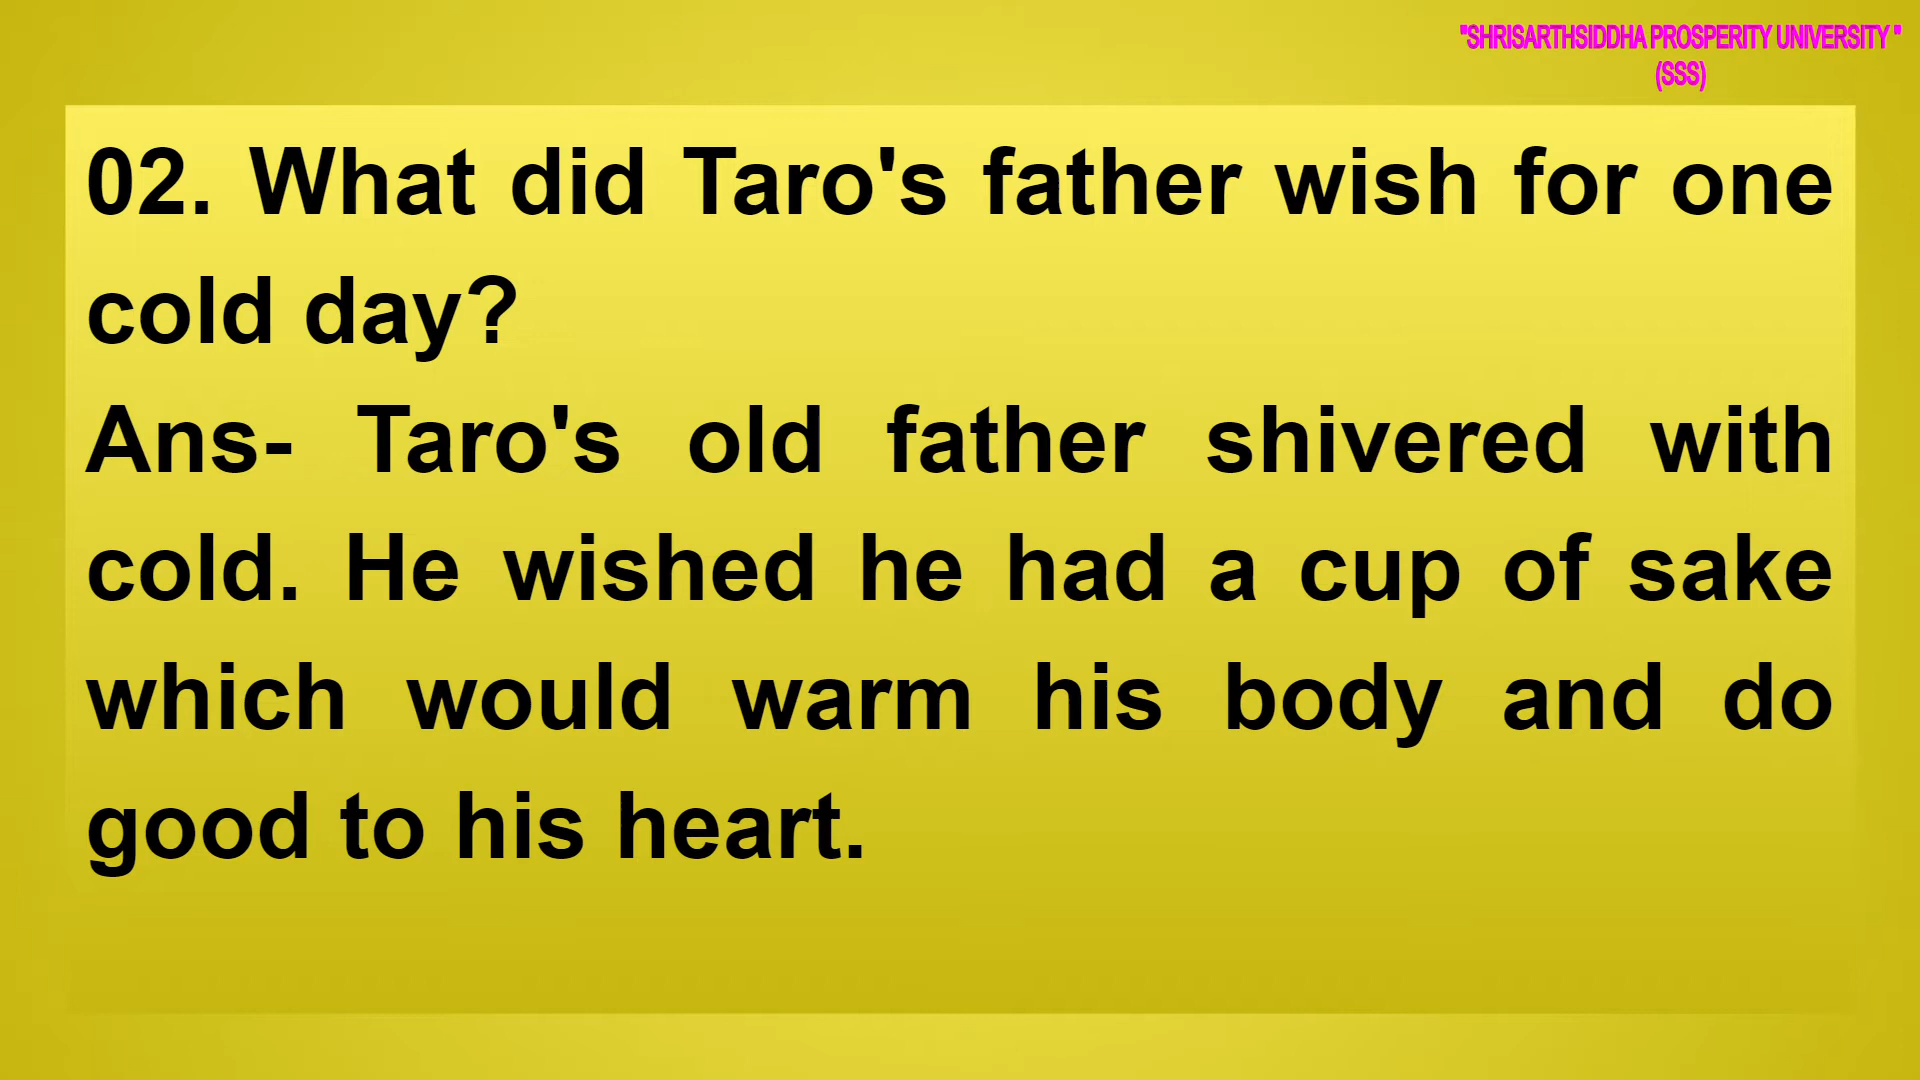 "SHRISARTHSIDDHA PROSPERITY UNIVERSITY "
(SSS)
02. What did Taro's father wish for one
cold day?
Ans- Taro's old father shivered with
cold. He wished he had a cup of sake
which would warm his body and do
good to his heart.